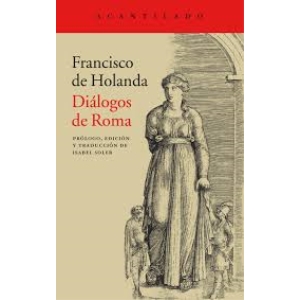 ACANTILADO
Francisco
de Holanda
Diálogos
de Roma
PRÓLOGO, EDICIÓN
Y TRADUCCIÓN DE
ISABEL SOLER